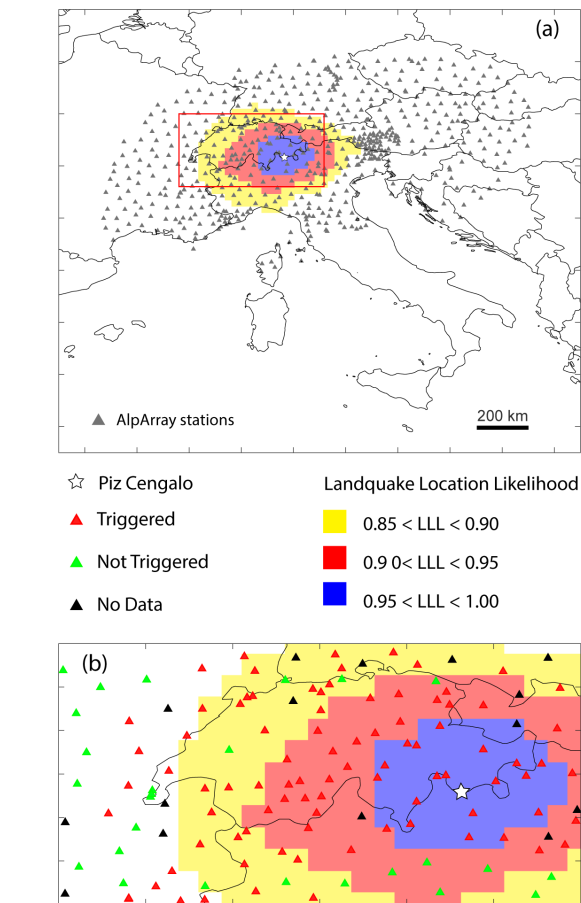 (a)
AlpArray stations
200 km
Piz Cengalo
Landquake Location Likelihood
Triggered
0.85 < LLL < 0.90
Not Triggered
0.9 0< LLL < 0.95
No Data
0.95 < LLL < 1.00
(b)